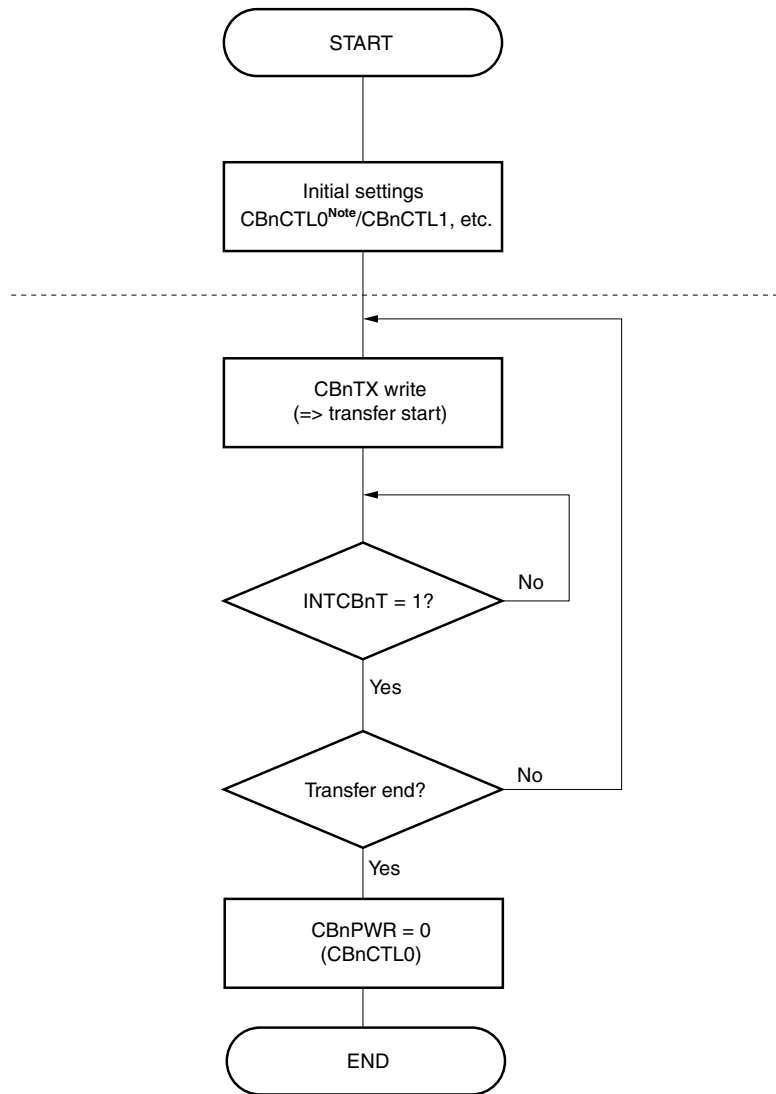 START
Initial settings
CBnCTL0Note/CBnCTL1, etc.
CBnTX write
(=> transfer start)
INTCBnT = 1?
No
Yes
Transfer end?
No
Yes
CBnPWR = 0
(CBnCTL0)
END